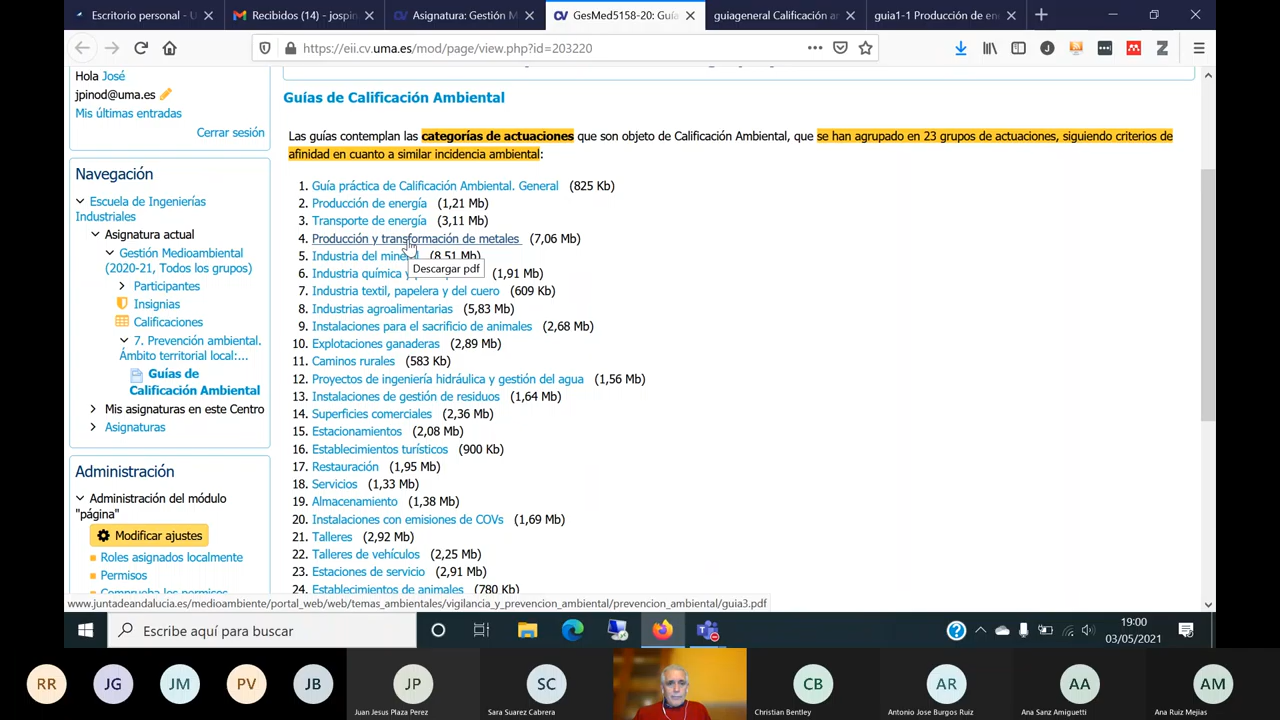 Escritorio personal - U
Recibidos (14) - jospin
Asignatura: Gestión M
GesMed5158-20: Guía
guiageneral Calificación a
guia1-1 Producción de en
https://eii.cv.uma.es/mod/page/view.php?id=203220
Hola José
jpinod@uma.es
Mis últimas entradas
Cerrar sesión
Navegación
Escuela de Ingenierías
Industriales
Asignatura actual
Gestión Medioambiental
(2020-21, Todos los grupos)
Participantes
Insignias
Calificaciones
7. Prevención ambiental.
Ámbito territorial local:...
Guías de
Calificación Ambiental
Mis asignaturas en este Centro
Asignaturas
Administración
Administración del módulo
"página"
Modificar ajustes
Roles asignados localmente
Permisos
Comprueba los permisos
Guías de Calificación Ambiental
Las guías contemplan las categorías de actuaciones que son objeto de Calificación Ambiental, que se han agrupado en 23 grupos de actuaciones, siguiendo criterios de
afinidad en cuanto a similar incidencia ambiental:
1. Guía práctica de Calificación Ambiental. General (825 Kb)
2. Producción de energía (1,21 Mb)
3. Transporte de energía (3,11 Mb)
4. Producción y transformación de metales (7,06 Mb)
5. Industria del mineral (8,51 Mb)
6. Industria química y (1,91 Mb)
Descargar pdf
7. Industria textil, papelera y del cuero (609 Kb)
8. Industrias agroalimentarias (5,83 Mb)
9. Instalaciones para el sacrificio de animales (2,68 Mb)
10. Explotaciones ganaderas (2,89 Mb)
11. Caminos rurales (583 Kb)
12. Proyectos de ingeniería hidráulica y gestión del agua (1,56 Mb)
13. Instalaciones de gestión de residuos (1,64 Mb)
14. Superficies comerciales (2,36 Mb)
15. Estacionamientos (2,08 Mb)
16. Establecimientos turísticos (900 Kb)
17. Restauración (1,95 Mb)
18. Servicios (1,33 Mb)
19. Almacenamiento (1,38 Mb)
20. Instalaciones con emisiones de COVs (1,69 Mb)
21. Talleres (2,92 Mb)
22. Talleres de vehículos (2,25 Mb)
23. Estaciones de servicio (2,91 Mb)
24. Establecimientos de animales (780 Kb)
www.juntadeandalucia.es/medioambiente/portal_web/web/temas_ambientales/vigilancia_y_prevencion_ambiental/prevencion_ambiental/guia3.pdf
Escribe aquí para buscar
19:00
03/05/2021
RR
JG
JM
PV
JB
JP
Juan Jesus Plaza Perez
SC
Sara Suarez Cabrera
CB
Christian Bentley
AR
Antonio Jose Burgos Ruiz
AA
Ana Sanz Amiguetti
AM
Ana Ruiz Mejias